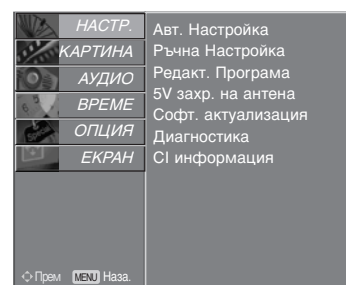 НАСТР.
КАРТИНА
АУДИО
ВРЕМЕ
ОПЦИЯ
ЕКРАН
Авт. Настройка
Ръчна Настройка
Редакт. Програма
5V захр. на антена
Софт. актуализация
Диагностика
CI информация
Прем MENU Наза.